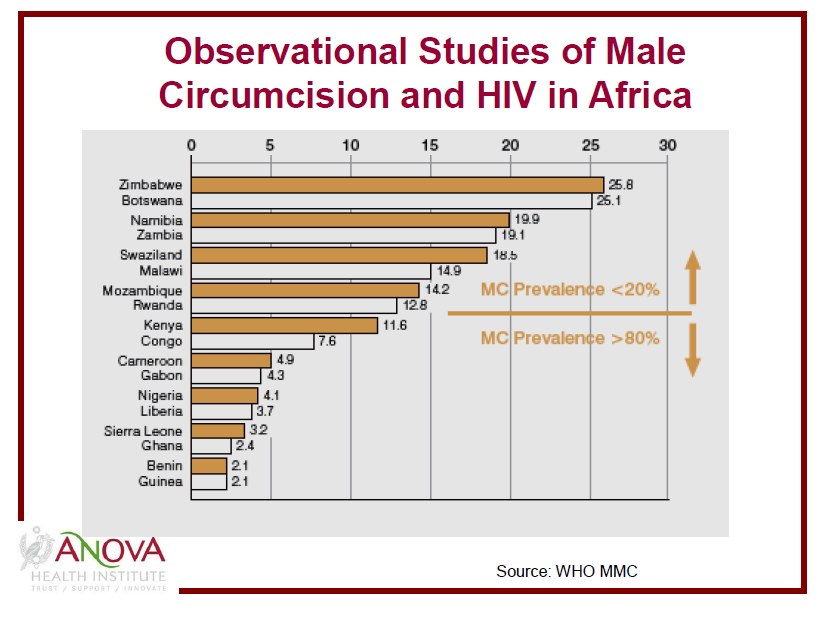 Observational Studies of Male
Circumcision and HIV in Africa
0 5 10 15 20 25 30
Zimbabwe 25.8
Botswana 25.1
Namibia 19.9
Zambia 19.1
Swaziland 18.5
Malawi 14.9
Mozambique 14.2
MC Prevalence <20%
Rwanda 12.8
Kenya 11.6
MC Prevalence >80%
Congo 7.6
Cameroon 4.9
Gabon 4.3
Nigeria 4.1
Liberia 3.7
Sierra Leone 3.2
Ghana 2.4
Benin 2.1
Guinea 2.1
ANOVA
HEALTH INSTITUTE
TRUST / SUPPORT / INNOVATE
Source: WHO MMC